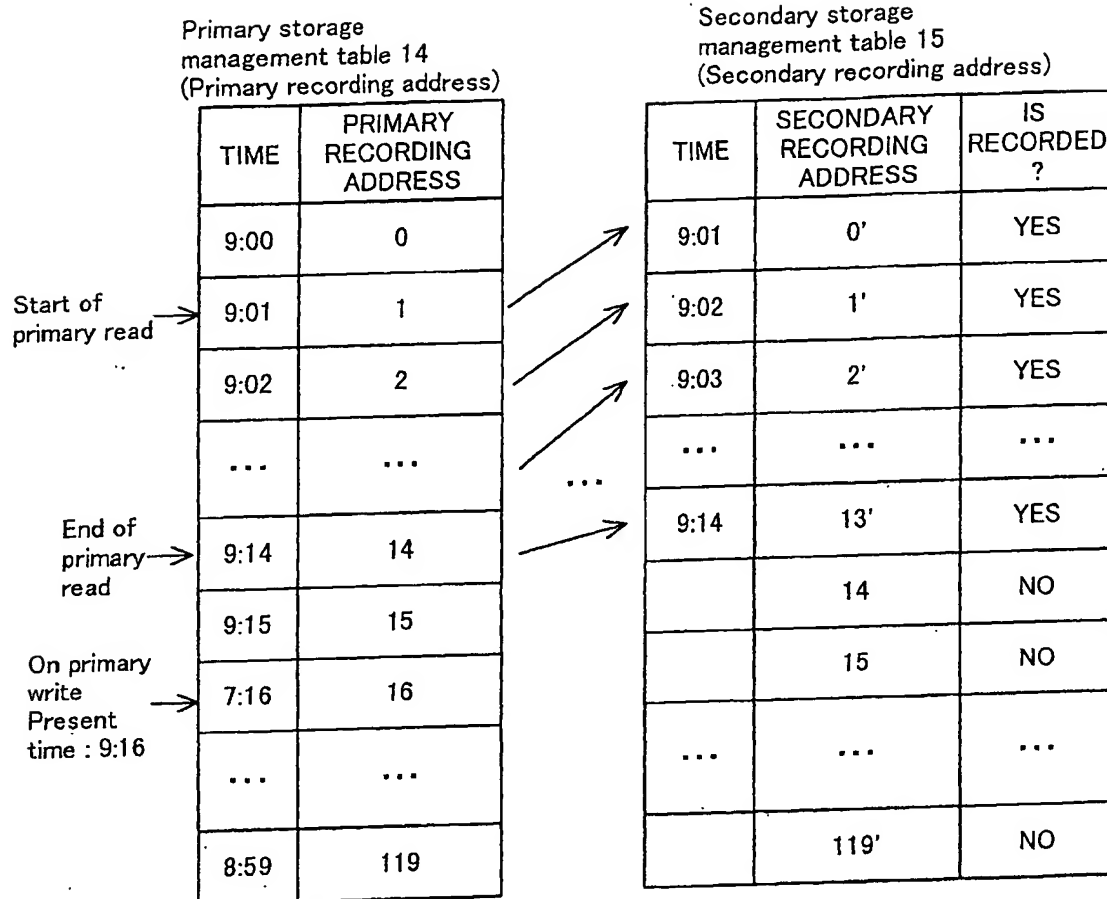 Primary storage
management table 14
(Primary recording address)
TIME
PRIMARY
RECORDING
ADDRESS
9:00 0
9:01 1
9:02 2
... ...
9:14 14
9:15 15
7:16 16
... ...
8:59 119
Start of
primary read
End of
primary
read
On primary
write
Present
time : 9:16
...
Secondary storage
management table 15
(Secondary recording address)
TIME
SECONDARY
RECORDING
ADDRESS
IS
RECORDED
?
9:01 0' YES
9:02 1' YES
9:03 2' YES
... ... ...
9:14 13' YES
14 NO
15 NO
... ... ...
119' NO